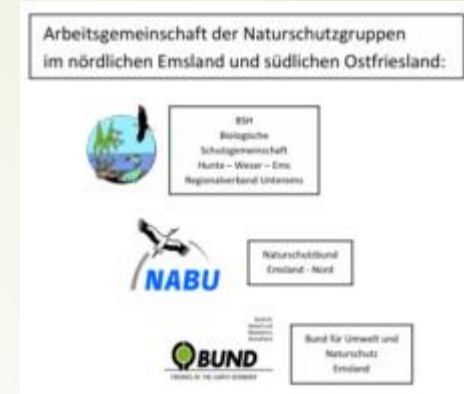 Arbeitsgemeinschaft der Naturschutzgruppen
im nördlichen Emsland und südlichen Ostfriesland:
BSH
Biologische
Schutzgemeinschaft
Hunte – Weser – Ems
Regionalverband Unterems
NABU
Naturschutzbund
Emsland - Nord
BUND
FRIENDS OF THE EARTH GERMANY
Bund für Umwelt und
Naturschutz
Emsland